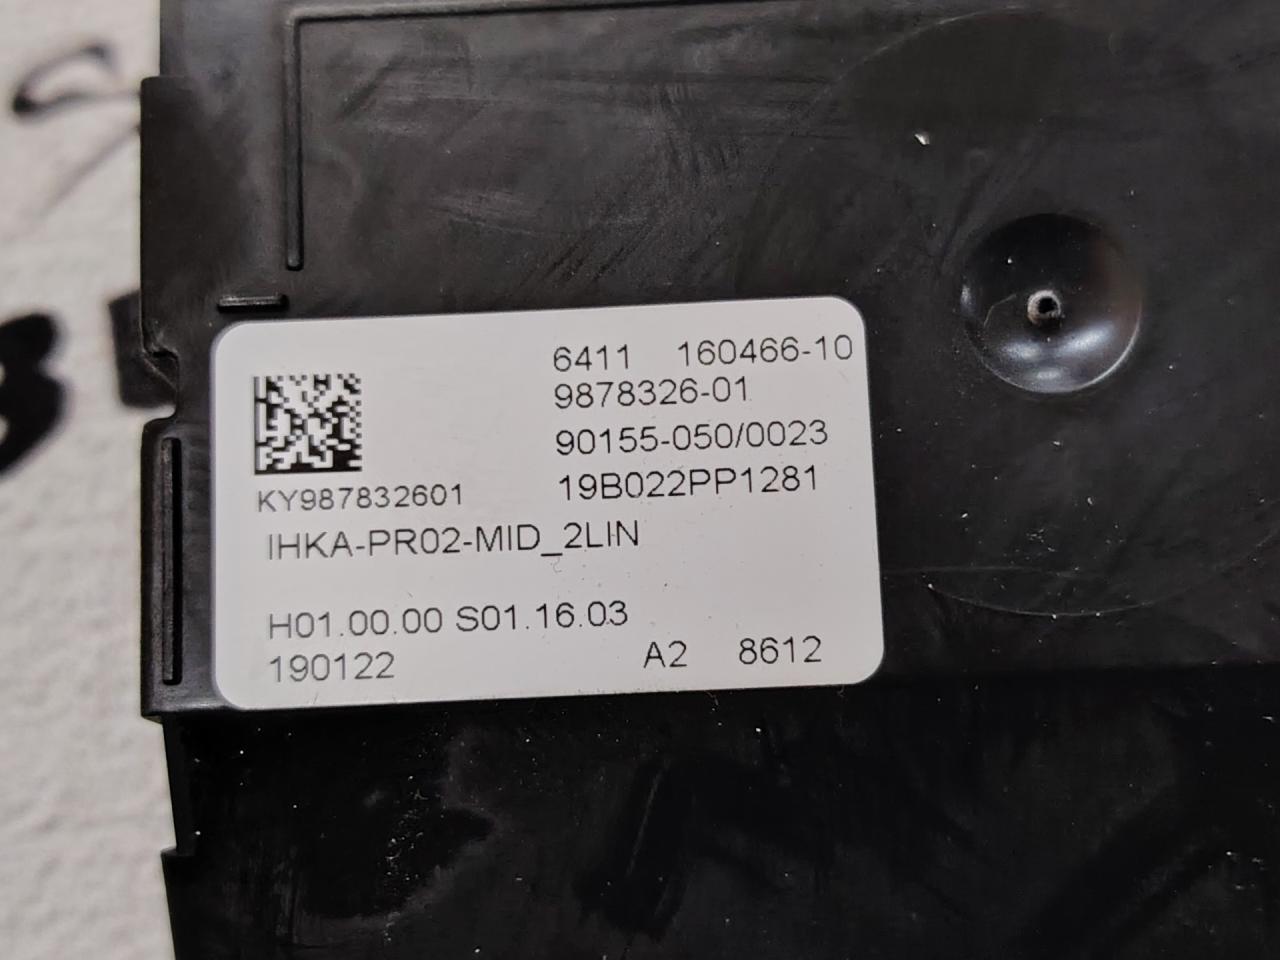 6411 160466-10
9878326-01
90155-050/0023
19B022PP1281
KY987832601
IHKA-PR02-MID_2LIN
H01.00.00 S01.16.03
190122 A2 8612